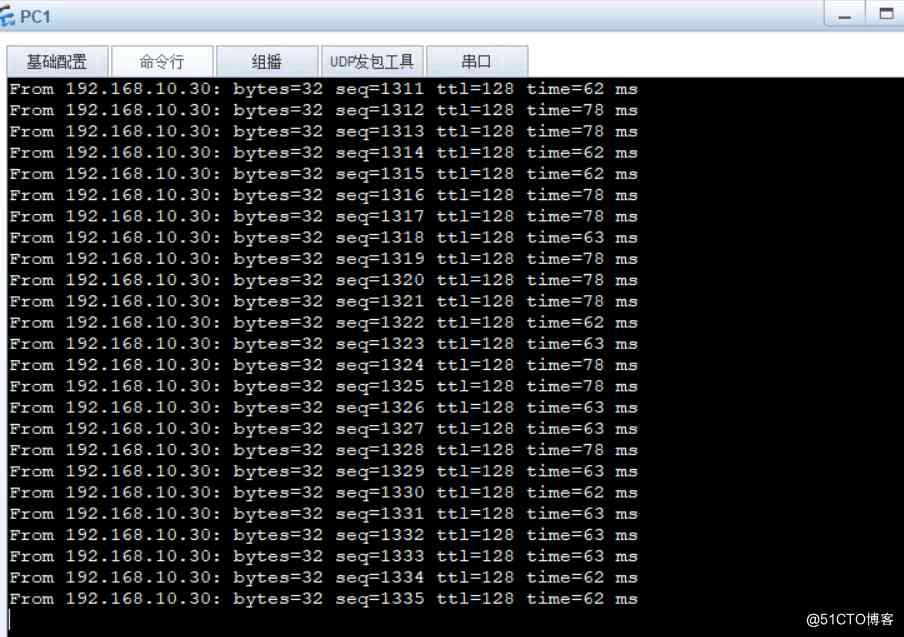 PC1
基础配置 命令行 组播 UDP发包工具 串口
From 192.168.10.30: bytes=32 seq=1311 ttl=128 time=62 ms
From 192.168.10.30: bytes=32 seq=1312 ttl=128 time=78 ms
From 192.168.10.30: bytes=32 seq=1313 ttl=128 time=78 ms
From 192.168.10.30: bytes=32 seq=1314 ttl=128 time=62 ms
From 192.168.10.30: bytes=32 seq=1315 ttl=128 time=62 ms
From 192.168.10.30: bytes=32 seq=1316 ttl=128 time=78 ms
From 192.168.10.30: bytes=32 seq=1317 ttl=128 time=78 ms
From 192.168.10.30: bytes=32 seq=1318 ttl=128 time=63 ms
From 192.168.10.30: bytes=32 seq=1319 ttl=128 time=78 ms
From 192.168.10.30: bytes=32 seq=1320 ttl=128 time=78 ms
From 192.168.10.30: bytes=32 seq=1321 ttl=128 time=78 ms
From 192.168.10.30: bytes=32 seq=1322 ttl=128 time=62 ms
From 192.168.10.30: bytes=32 seq=1323 ttl=128 time=63 ms
From 192.168.10.30: bytes=32 seq=1324 ttl=128 time=78 ms
From 192.168.10.30: bytes=32 seq=1325 ttl=128 time=78 ms
From 192.168.10.30: bytes=32 seq=1326 ttl=128 time=63 ms
From 192.168.10.30: bytes=32 seq=1327 ttl=128 time=63 ms
From 192.168.10.30: bytes=32 seq=1328 ttl=128 time=78 ms
From 192.168.10.30: bytes=32 seq=1329 ttl=128 time=63 ms
From 192.168.10.30: bytes=32 seq=1330 ttl=128 time=62 ms
From 192.168.10.30: bytes=32 seq=1331 ttl=128 time=63 ms
From 192.168.10.30: bytes=32 seq=1332 ttl=128 time=63 ms
From 192.168.10.30: bytes=32 seq=1333 ttl=128 time=63 ms
From 192.168.10.30: bytes=32 seq=1334 ttl=128 time=62 ms
From 192.168.10.30: bytes=32 seq=1335 ttl=128 time=62 ms
@51CTO博客